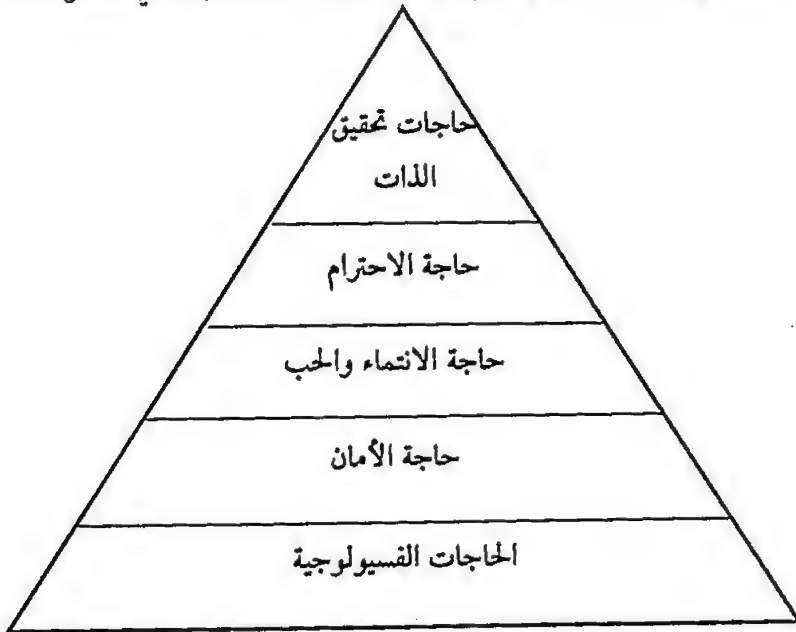 حاجات تحقيق
الذات
حاجة الاحترام
حاجة الانتماء والحب
حاجة الأمان
الحاجات الفسيولوجية